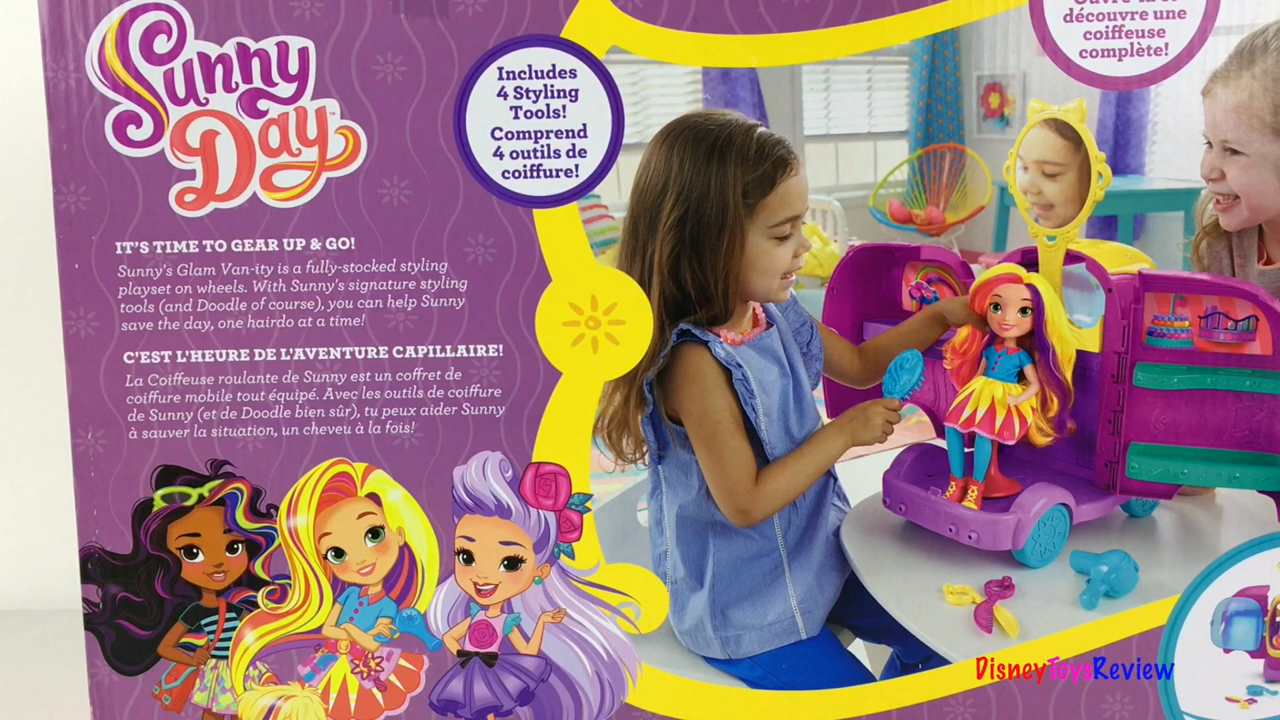 Sunny
Day™
Includes
4 Styling
Tools!
Comprend
4 outils de
coiffure!
découvre une
coiffeuse
complète!
IT'S TIME TO GEAR UP & GO!
Sunny's Glam Van-ity is a fully-stocked styling
playset on wheels. With Sunny's signature styling
tools (and Doodle of course), you can help Sunny
save the day, one hairdo at a time!
C'EST L'HEURE DE L'AVENTURE CAPILLAIRE!
La Coiffeuse roulante de Sunny est un coffret de
coiffure mobile tout équipé. Avec les outils de coiffure
de Sunny (et de Doodle bien sûr), tu peux aider Sunny
à sauver la situation, un cheveu à la fois!
DisneyToysReview